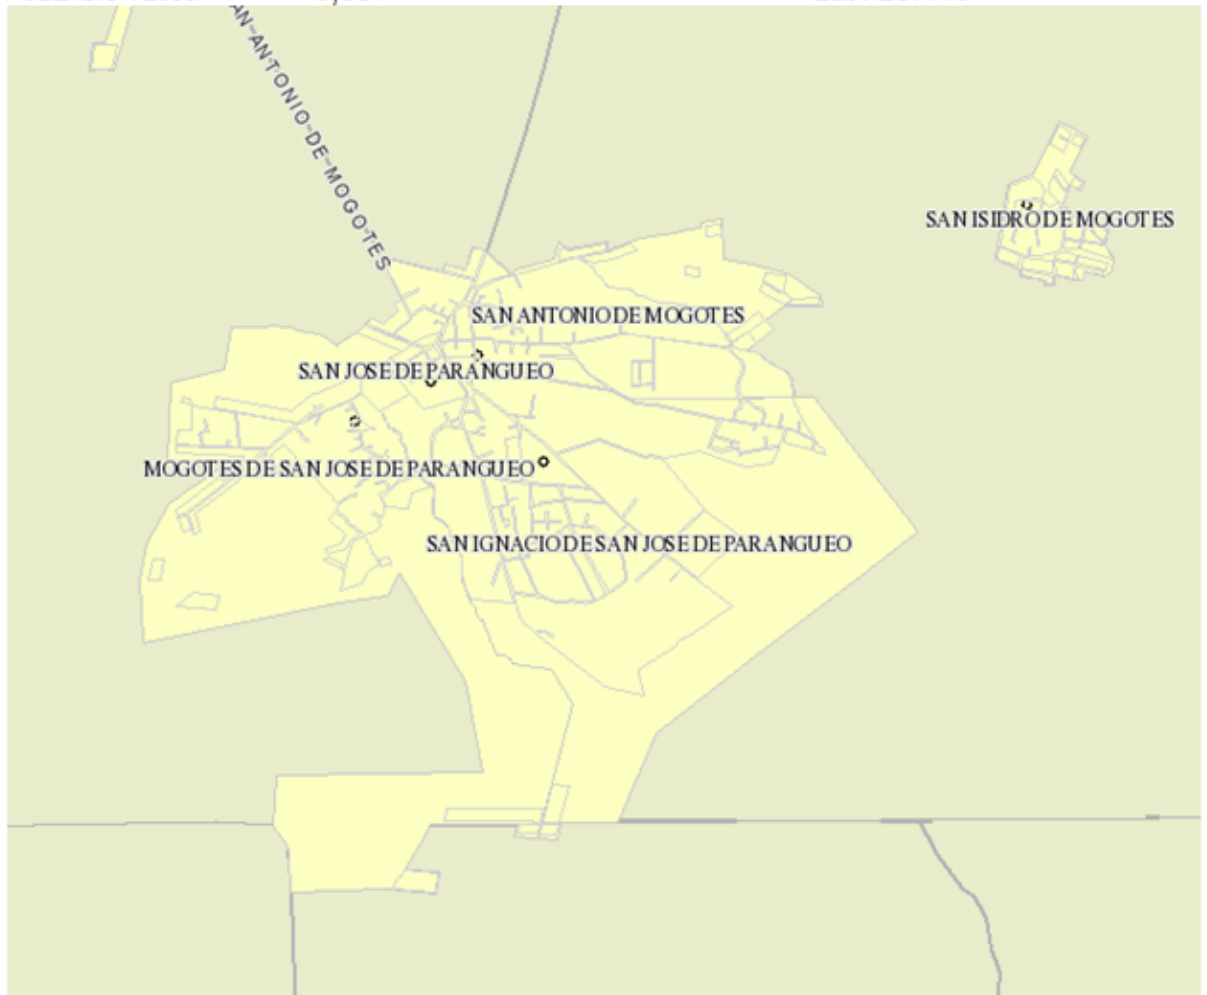 AN-ANTONIO-DE-MOGOTES
SAN ISIDRO DE MOGOTES
SAN ANTONIO DE MOGOTES
SAN JOSE DE PARANGUEO
MOGOTES DE SAN JOSE DE PARANGUEO
SAN IGNACIO DE SAN JOSE DE PARANGUEO